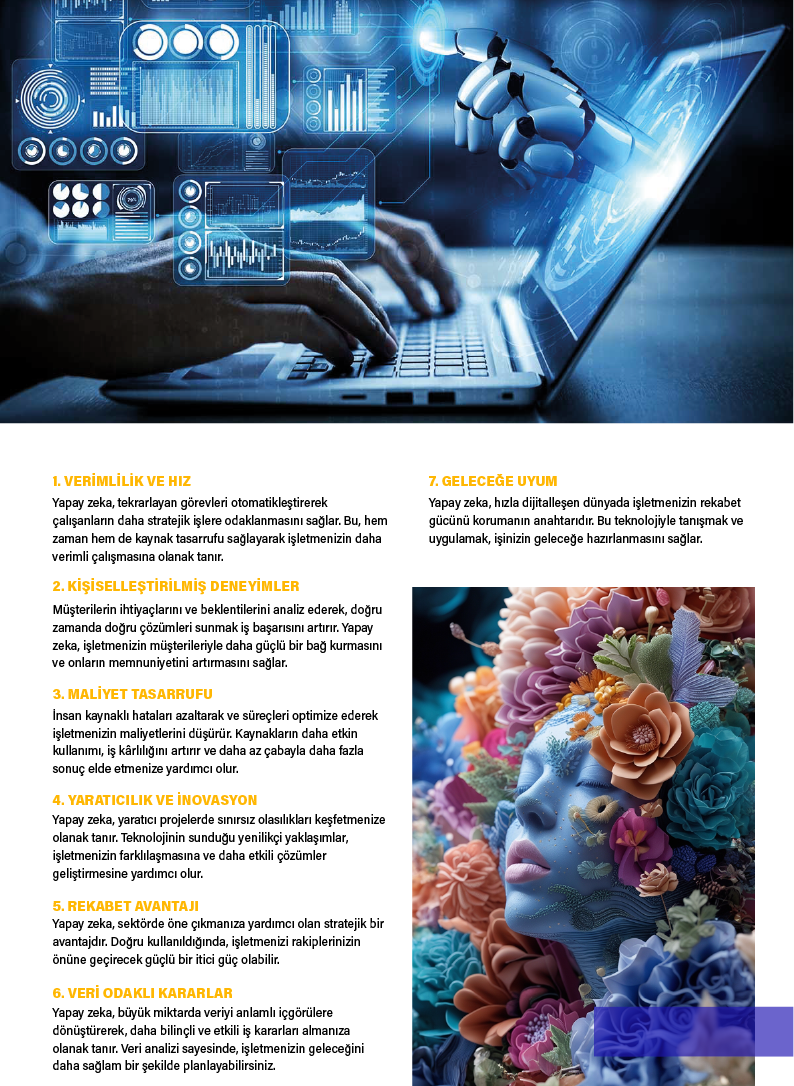 1. VERİMLİLİK VE HIZ
Yapay zeka, tekrarlayan görevleri otomatikleştirerek
çalışanların daha stratejik işlere odaklanmasını sağlar. Bu, hem
zaman hem de kaynak tasarrufu sağlayarak işletmenizin daha
verimli çalışmasına olanak tanır.
2. KİŞİSELLEŞTİRİLMİŞ DENEYİMLER
Müşterilerin ihtiyaçlarını ve beklentilerini analiz ederek, doğru
zamanda doğru çözümleri sunmak iş başarısını artırır. Yapay
zeka, işletmenizin müşterileriyle daha güçlü bir bağ kurmasını
ve onların memnuniyetini artırmasını sağlar.
3. MALİYET TASARRUFU
İnsan kaynaklı hataları azaltarak ve süreçleri optimize ederek
işletmenizin maliyetlerini düşürür. Kaynakların daha etkin
kullanımı, iş kârlılığını artırır ve daha az çabayla daha fazla
sonuç elde etmenize yardımcı olur.
4. YARATICILIK VE İNOVASYON
Yapay zeka, yaratıcı projelerde sınırsız olasılıkları keşfetmenize
olanak tanır. Teknolojinin sunduğu yenilikçi yaklaşımlar,
işletmenizin farklılaşmasına ve daha etkili çözümler
geliştirmesine yardımcı olur.
5. REKABET AVANTAJI
Yapay zeka, sektörde öne çıkmanıza yardımcı olan stratejik bir
avantajdır. Doğru kullanıldığında, işletmenizi rakiplerinizin
önüne geçirecek güçlü bir itici güç olabilir.
6. VERİ ODAKLI KARARLAR
Yapay zeka, büyük miktarda veriyi anlamlı içgörülere
dönüştürerek, daha bilinçli ve etkili iş kararları almanıza
olanak tanır. Veri analizi sayesinde, işletmenizin geleceğini
daha sağlam bir şekilde planlayabilirsiniz.
7. GELECEĞE UYUM
Yapay zeka, hızla dijitalleşen dünyada işletmenizin rekabet
gücünü korumanın anahtarıdır. Bu teknolojiyle tanışmak ve
uygulamak, işinizin geleceğe hazırlanmasını sağlar.